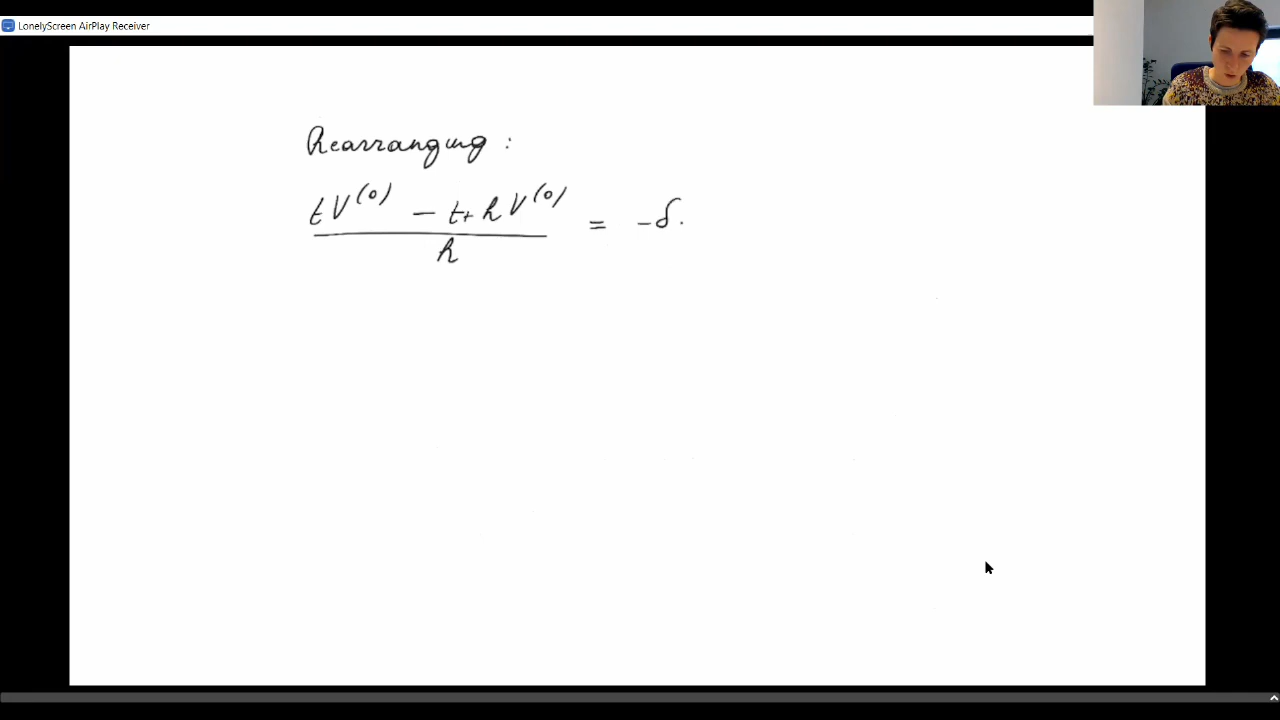 LonelyScreen AirPlay Receiver
Rearranging :
tV^(0) - t+hV^(0)
h
= -δ.